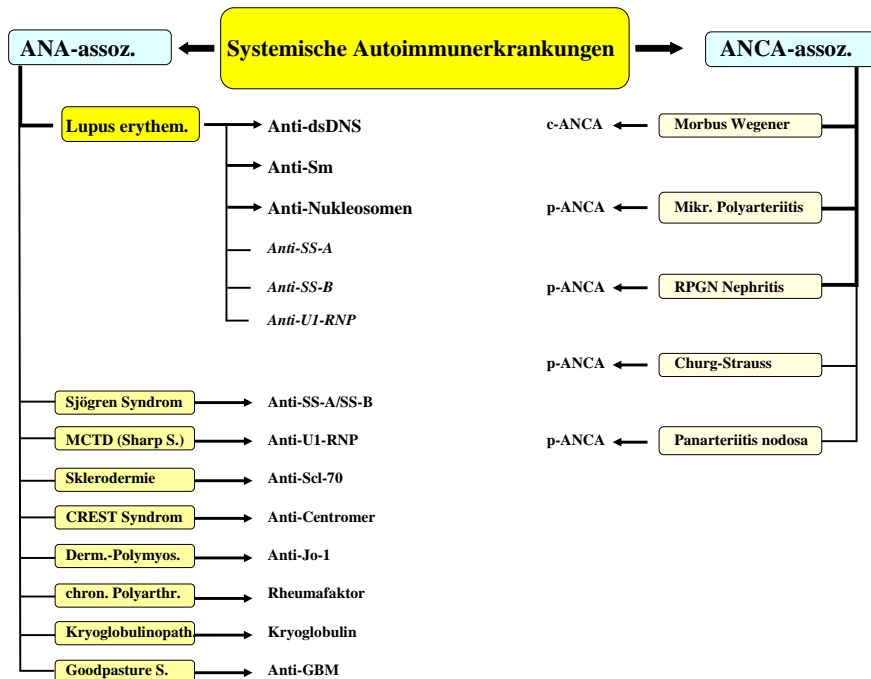 Systemische Autoimmunerkrankungen
ANA-assoz.
ANCA-assoz.
Lupus erythem.
Anti-dsDNS
Anti-Sm
Anti-Nukleosomen
Anti-SS-A
Anti-SS-B
Anti-U1-RNP
Sjögren Syndrom
Anti-SS-A/SS-B
MCTD (Sharp S.)
Anti-U1-RNP
Sklerodermie
Anti-Scl-70
CREST Syndrom
Anti-Centromer
Derm.-Polymyos.
Anti-Jo-1
chron. Polyarthr.
Rheumafaktor
Kryoglobulinopath.
Kryoglobulin
Goodpasture S.
Anti-GBM
c-ANCA
Morbus Wegener
p-ANCA
Mikr. Polyarteriitis
p-ANCA
RPGN Nephritis
p-ANCA
Churg-Strauss
p-ANCA
Panarteriitis nodosa